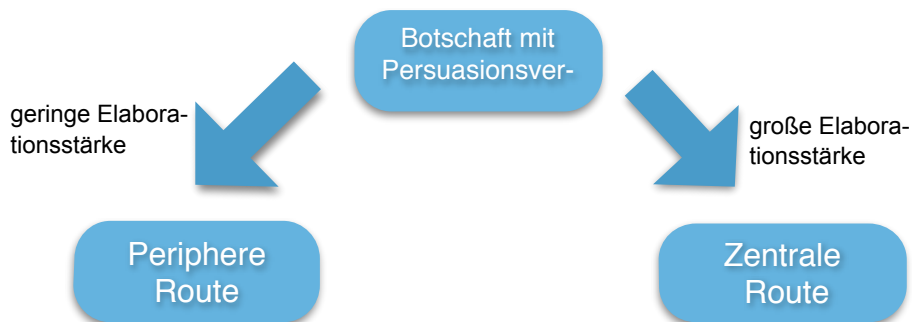 Botschaft mit
Persuasionsver-
geringe Elabora-
tionsstärke
große Elabora-
tionsstärke
Periphere
Route
Zentrale
Route